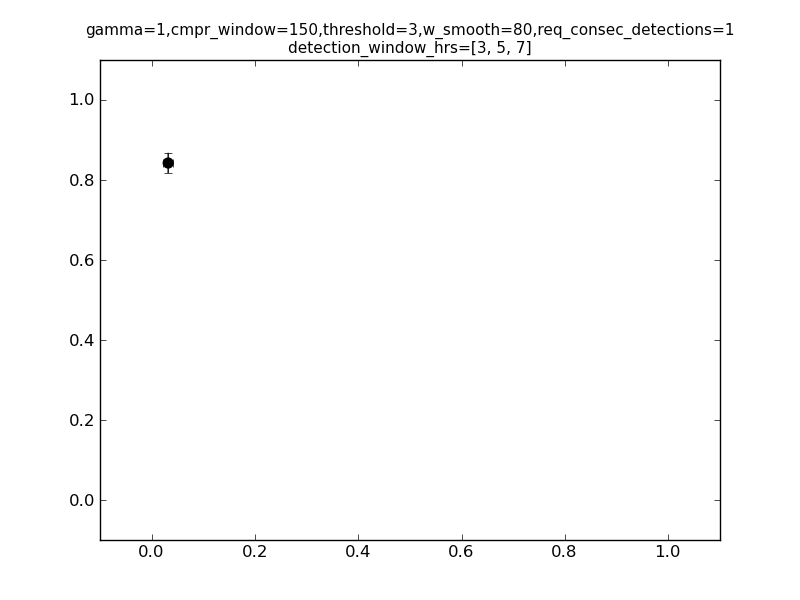 gamma=1,cmpr_window=150,threshold=3,w_smooth=80,req_consec_detections=1
detection_window_hrs=[3, 5, 7]
1.0
0.8
0.6
0.4
0.2
0.0
0.0 0.2 0.4 0.6 0.8 1.0